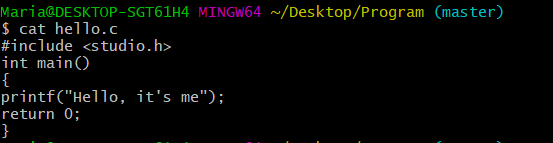 Maria@DESKTOP-SGT61H4 MINGW64 ~/Desktop/Program (master)
$ cat hello.c
#include <studio.h>
int main()
{
printf("Hello, it's me");
return 0;
}